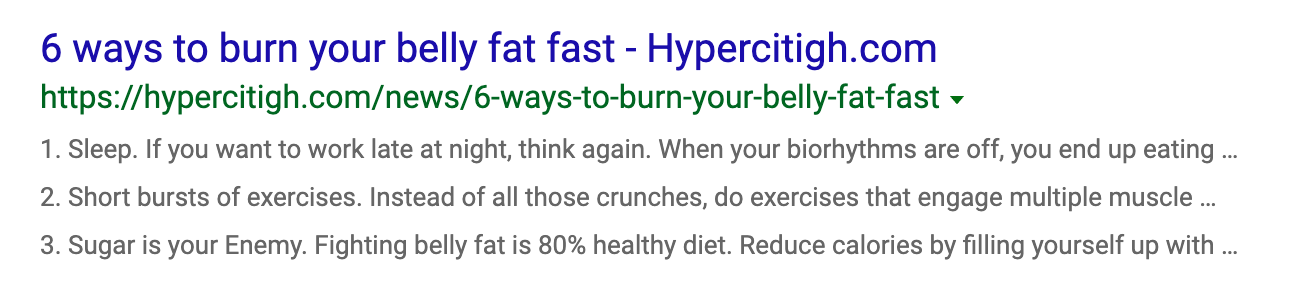 6 ways to burn your belly fat fast - Hypercitigh.com
https://hypercitigh.com/news/6-ways-to-burn-your-belly-fat-fast
1. Sleep. If you want to work late at night, think again. When your biorhythms are off, you end up eating ...
2. Short bursts of exercises. Instead of all those crunches, do exercises that engage multiple muscle ...
3. Sugar is your Enemy. Fighting belly fat is 80% healthy diet. Reduce calories by filling yourself up with ...